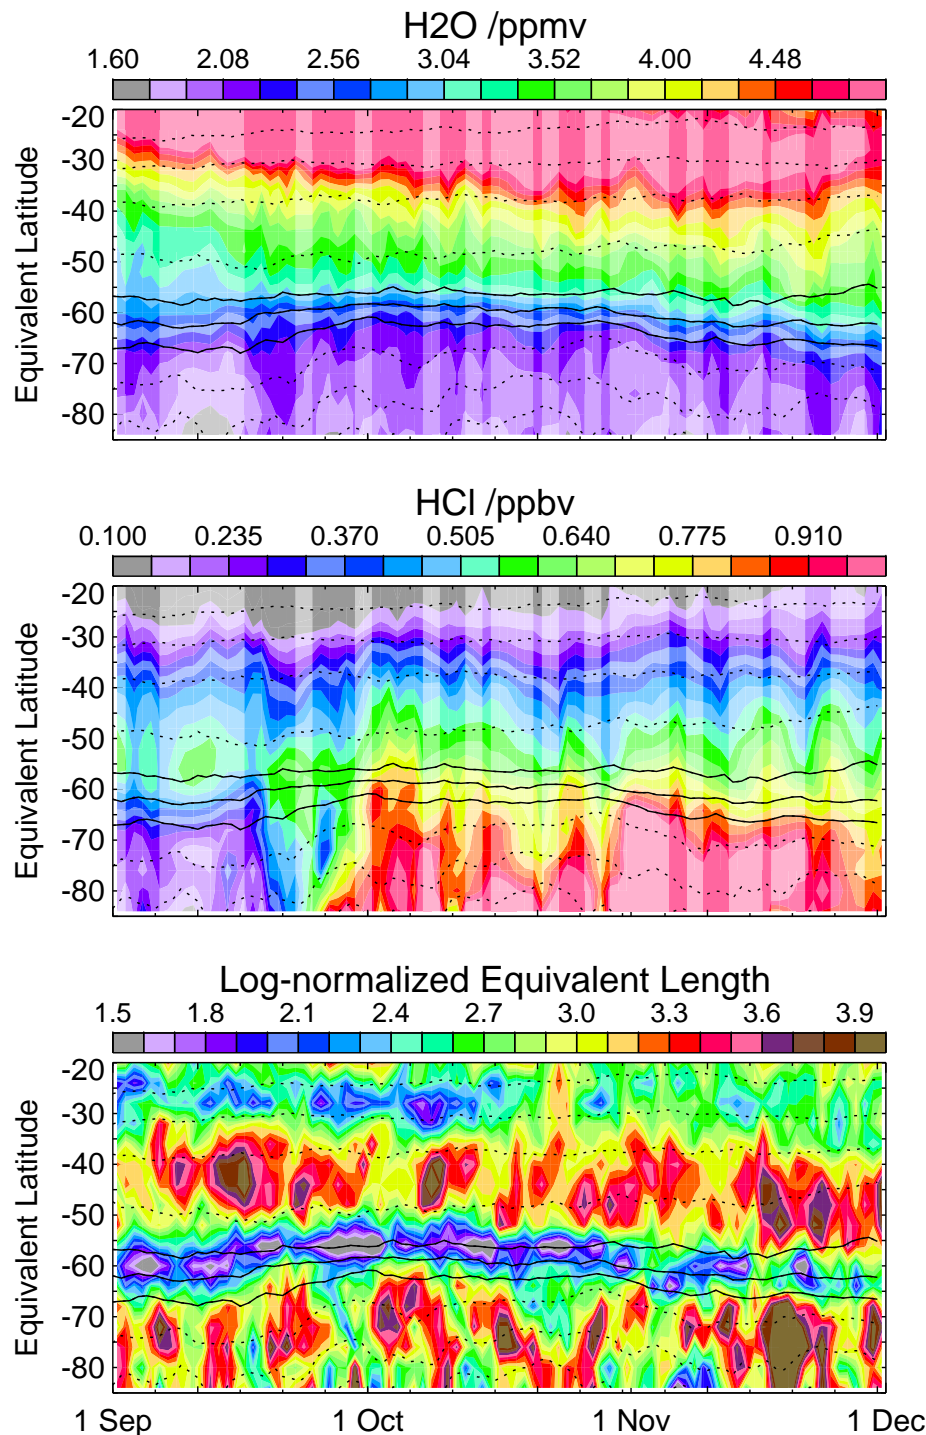 H2O /ppmv
1.60 2.08 2.56 3.04 3.52 4.00 4.48
-20
-30
-40
-50
-60
-70
-80
Equivalent Latitude
HCl /ppbv
0.100 0.235 0.370 0.505 0.640 0.775 0.910
-20
-30
-40
-50
-60
-70
-80
Equivalent Latitude
Log-normalized Equivalent Length
1.5 1.8 2.1 2.4 2.7 3.0 3.3 3.6 3.9
-20
-30
-40
-50
-60
-70
-80
Equivalent Latitude
1 Sep 1 Oct 1 Nov 1 Dec